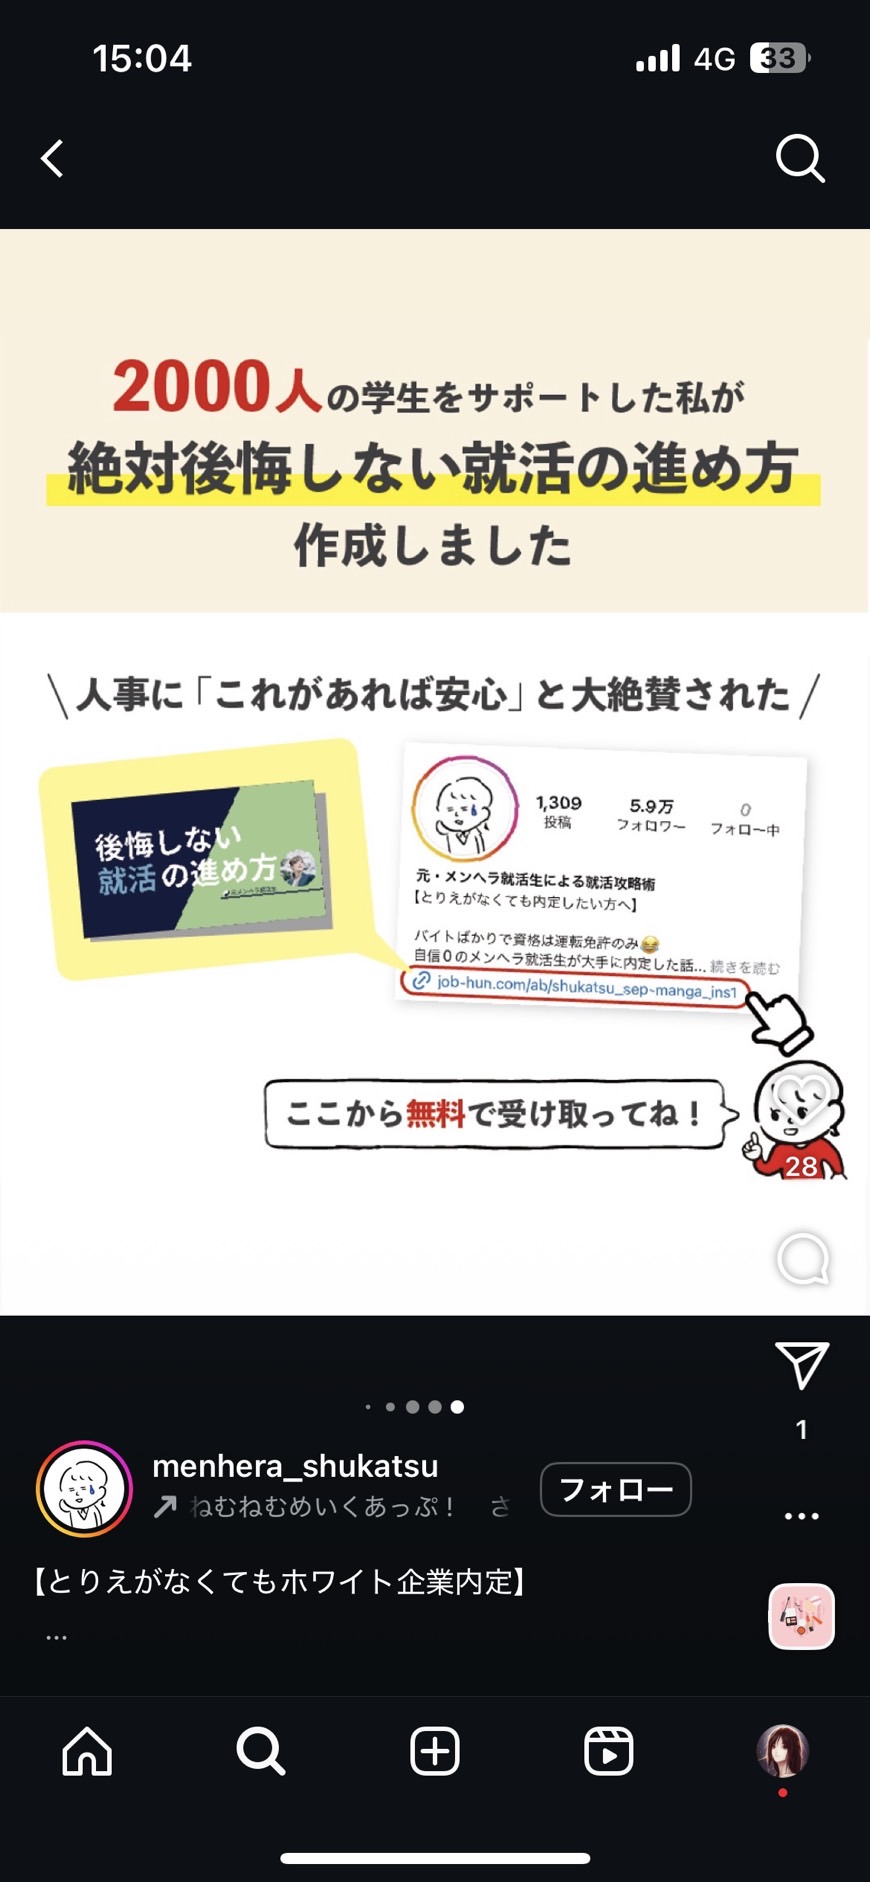 15:04
4G 33
2000人の学生をサポートした私が
絶対後悔しない就活の進め方
作成しました
人事に「これがあれば安心」と大絶賛された
後悔しない
就活の進め方
1,309
投稿
5.9万
フォロワー
0
フォロー中
元・メンヘラ就活生による就活攻略術
【とりえがなくても内定したい方へ】
バイトばかりで資格は運転免許のみ😂
自信0のメンヘラ就活生が大手に内定した話... 続きを読む
job-hun.com/ab/shukatsu_sep-manga_ins1
ここから無料で受け取ってね！
28
1
menhera_shukatsu
ねむねむめいくあっぷ！ さ
フォロー
【とりえがなくてもホワイト企業内定】
...